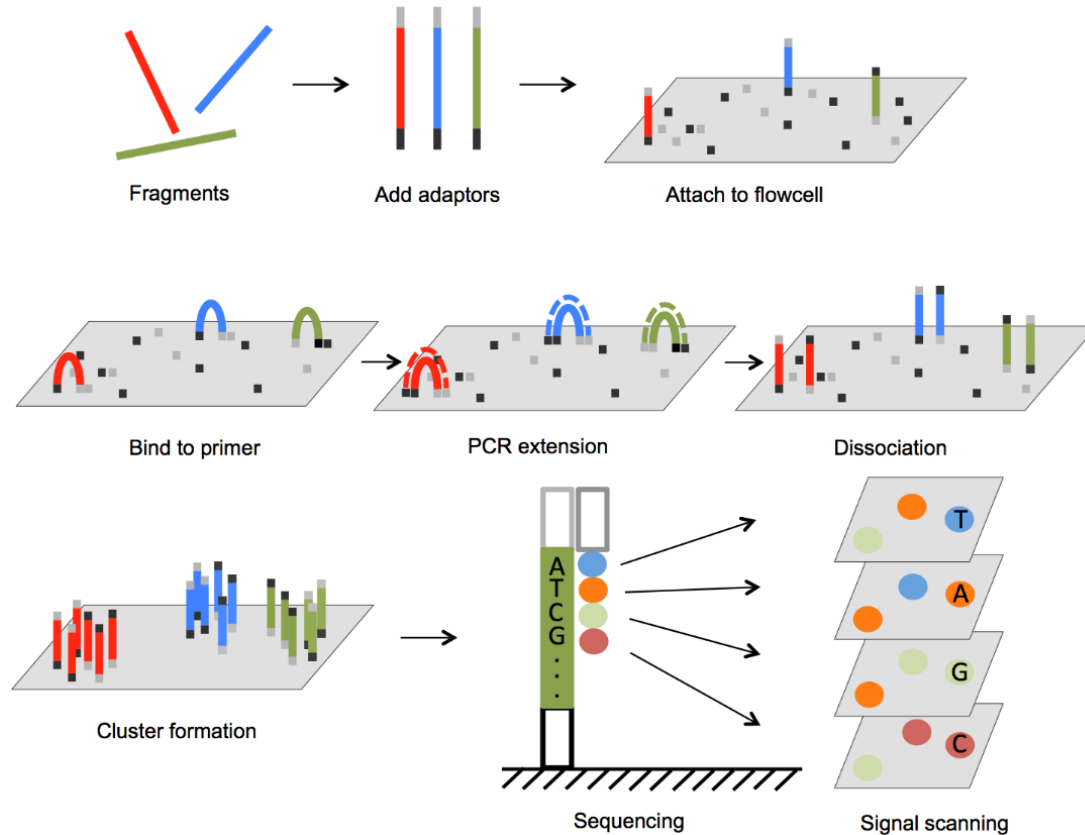 Fragments
Add adaptors
Attach to flowcell
Bind to primer
PCR extension
Dissociation
Cluster formation
A
T
C
G
.
.
.
Sequencing
T
A
G
C
Signal scanning